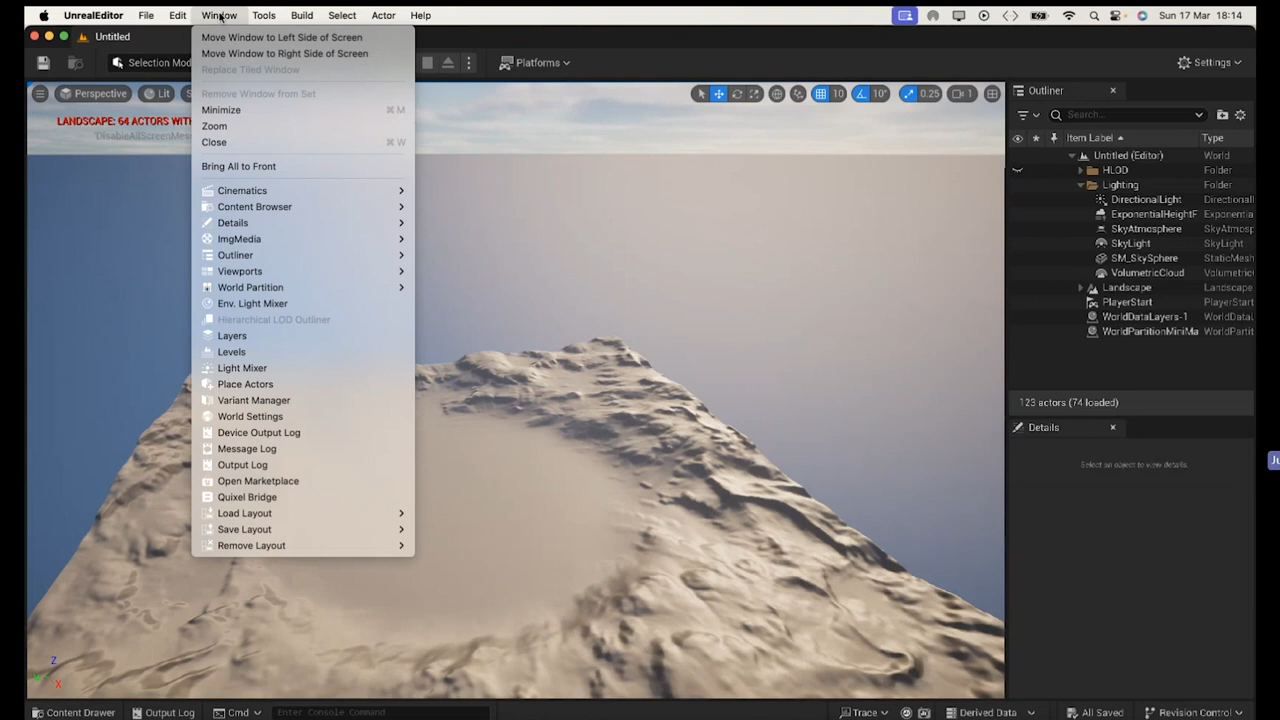 UnrealEditor File Edit Window Tools Build Select Actor Help Sun 17 Mar 18:14
Untitled
Selection Mod Platforms Settings
Perspective Lit 10 10° 0.25 1
LANDSCAPE: 64 ACTORS WITH
'DisableAllScreenMes
Move Window to Left Side of Screen
Move Window to Right Side of Screen
Replace Tiled Window
Remove Window from Set
Minimize ⌘ M
Zoom
Close ⌘ W
Bring All to Front
Cinematics
Content Browser
Details
ImgMedia
Outliner
Viewports
World Partition
Env. Light Mixer
Hierarchical LOD Outliner
Layers
Levels
Light Mixer
Place Actors
Variant Manager
World Settings
Device Output Log
Message Log
Output Log
Open Marketplace
Quixel Bridge
Load Layout
Save Layout
Remove Layout
Z
X
Outliner
Search...
Item Label Type
Untitled (Editor) World
HLOD Folder
Lighting Folder
DirectionalLight Directional
ExponentialHeightF Exponentia
SkyAtmosphere SkyAtmosp
SkyLight SkyLight
SM_SkySphere StaticMesh
VolumetricCloud Volumetric
Landscape Landscape
PlayerStart PlayerStart
WorldDataLayers-1 WorldDataL
WorldPartitionMiniMa WorldPartit
123 actors (74 loaded)
Details
Select an object to view details.
Ju
Content Drawer Output Log Cmd Enter Console Command Trace Derived Data All Saved Revision Control